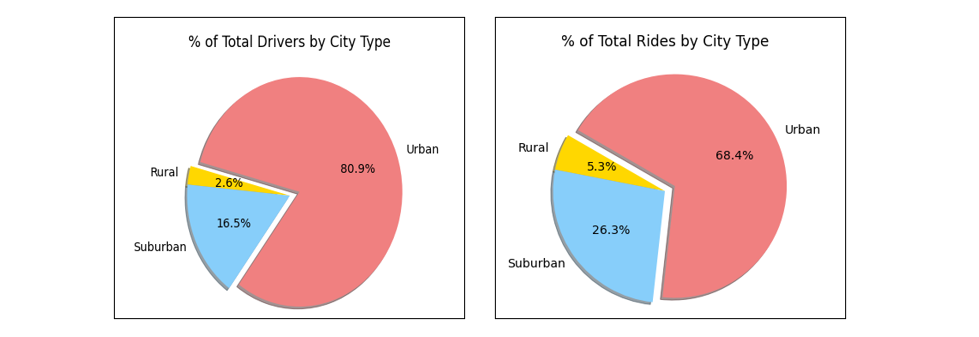 % of Total Drivers by City Type
Urban
80.9%
Rural
2.6%
16.5%
Suburban
% of Total Rides by City Type
Urban
68.4%
Rural
5.3%
26.3%
Suburban